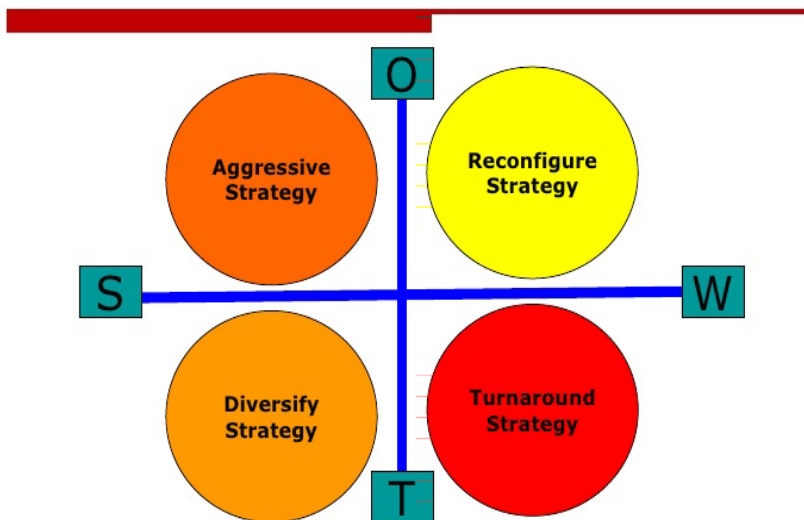 O
Aggressive
Strategy
Reconfigure
Strategy
S
W
Diversify
Strategy
Turnaround
Strategy
T